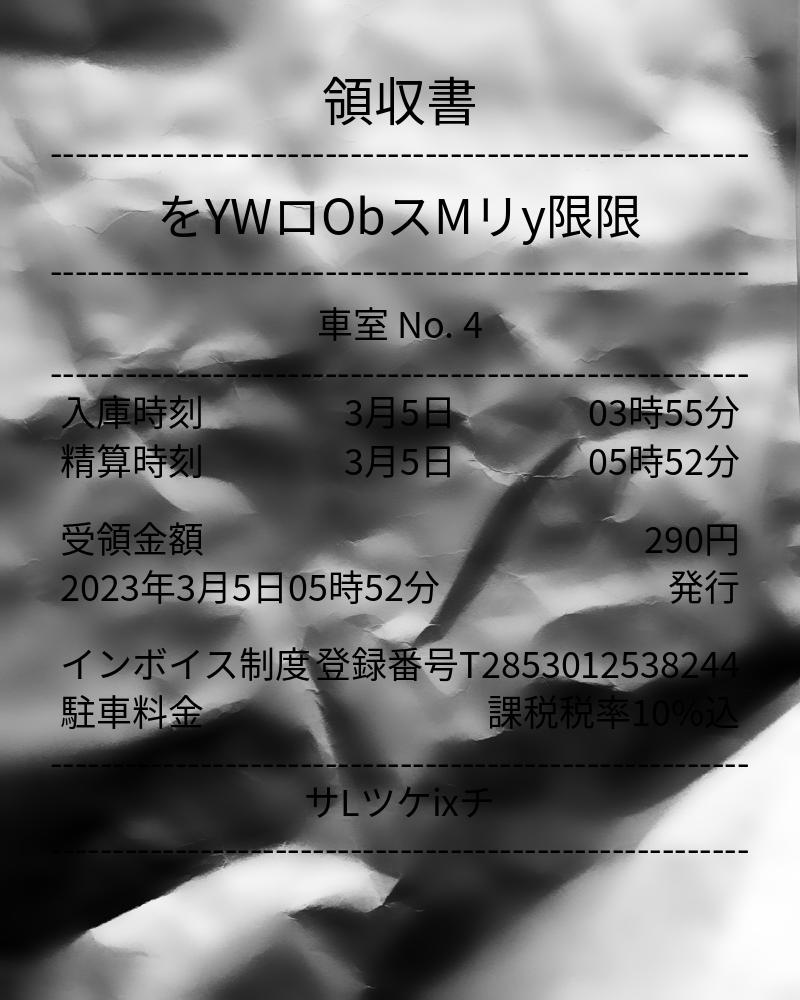 領収書
をYWロObスMリy限限
車室 No. 4
入庫時刻 3月5日 03時55分
精算時刻 3月5日 05時52分
受領金額 290円
2023年3月5日05時52分 発行
インボイス制度 登録番号T2853012538244
駐車料金 課税税率10%込
サLツケixチ